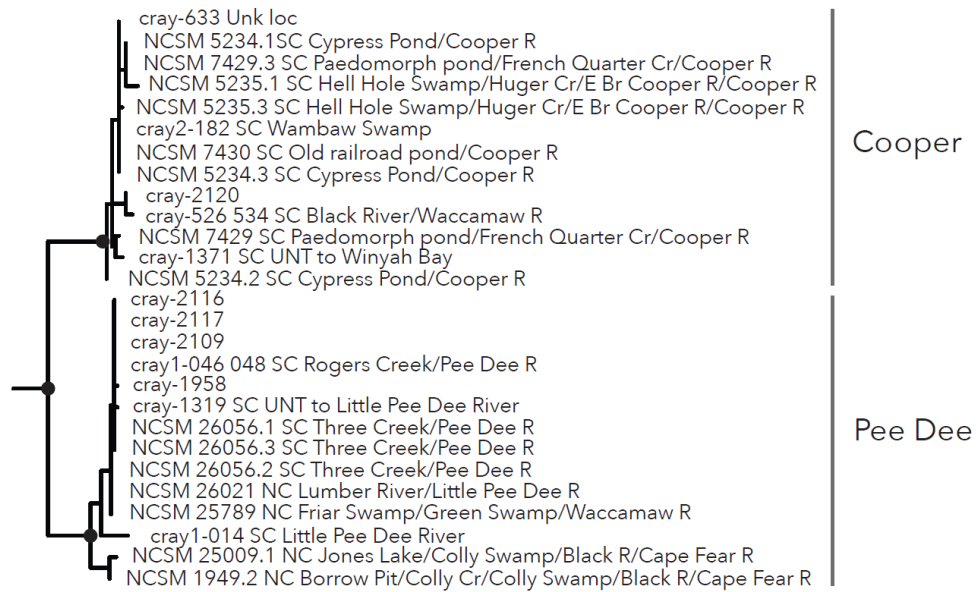 cray-633 Unk loc
NCSM 5234.1SC Cypress Pond/Cooper R
NCSM 7429.3 SC Paedomorph pond/French Quarter Cr/Cooper R
NCSM 5235.1 SC Hell Hole Swamp/Huger Cr/E Br Cooper R/Cooper R
NCSM 5235.3 SC Hell Hole Swamp/Huger Cr/E Br Cooper R/Cooper R
cray2-182 SC Wambaw Swamp
Cooper
NCSM 7430 SC Old railroad pond/Cooper R
NCSM 5234.3 SC Cypress Pond/Cooper R
cray-2120
cray-526 534 SC Black River/Waccamaw R
NCSM 7429 SC Paedomorph pond/French Quarter Cr/Cooper R
cray-1371 SC UNT to Winyah Bay
NCSM 5234.2 SC Cypress Pond/Cooper R
cray-2116
cray-2117
cray-2109
cray1-046 048 SC Rogers Creek/Pee Dee R
cray-1958
cray-1319 SC UNT to Little Pee Dee River
NCSM 26056.1 SC Three Creek/Pee Dee R
Pee Dee
NCSM 26056.3 SC Three Creek/Pee Dee R
NCSM 26056.2 SC Three Creek/Pee Dee R
NCSM 26021 NC Lumber River/Little Pee Dee R
NCSM 25789 NC Friar Swamp/Green Swamp/Waccamaw R
cray1-014 SC Little Pee Dee River
NCSM 25009.1 NC Jones Lake/Colly Swamp/Black R/Cape Fear R
NCSM 1949.2 NC Borrow Pit/Colly Cr/Colly Swamp/Black R/Cape Fear R